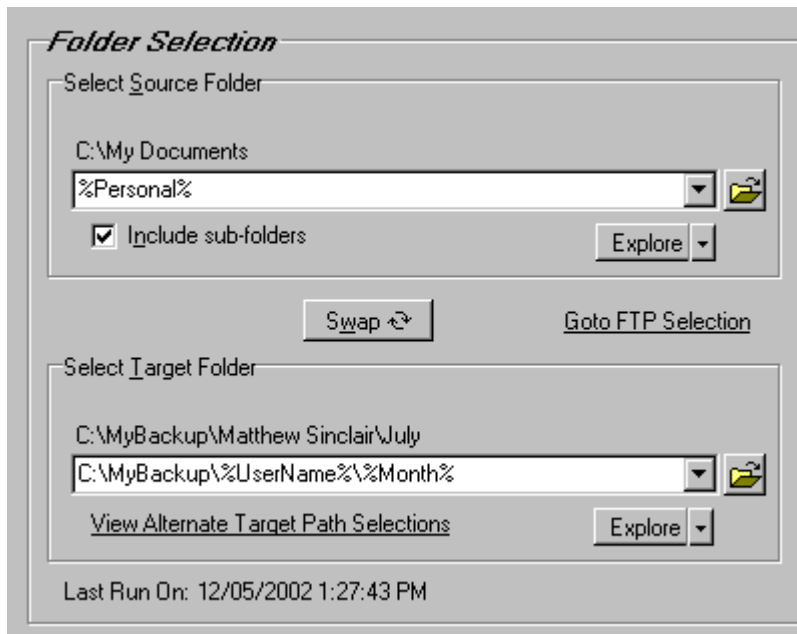 Folder Selection
Select Source Folder
C:\My Documents
%Personal%
Include sub-folders
Explore
Swap
Goto FTP Selection
Select Target Folder
C:\MyBackup\Matthew Sinclair\July
C:\MyBackup\%UserName%\%Month%
View Alternate Target Path Selections
Explore
Last Run On: 12/05/2002 1:27:43 PM